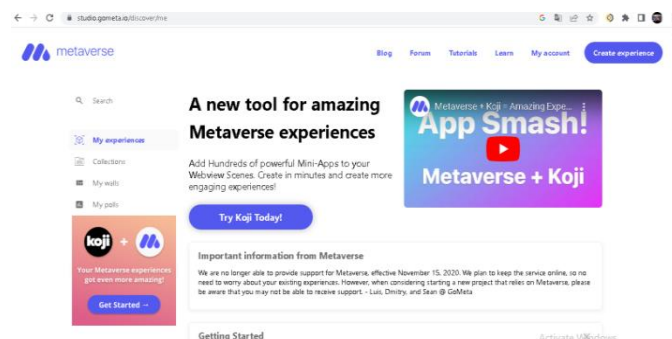 studio.gometa.io/discover/me
metaverse
Blog Forum Tutorials Learn My account Create experience
Search
My experiences
Collections
My walls
My polls
koji +
Your Metaverse experiences
got even more amazing!
Get Started →
A new tool for amazing
Metaverse experiences
Add Hundreds of powerful Mini-Apps to your
Webview Scenes. Create in minutes and create more
engaging experiences!
Try Koji Today!
Metaverse + Koji = Amazing Expe...
App Smash!
Metaverse + Koji
Important information from Metaverse
We are no longer able to provide support for Metaverse, effective November 15, 2020. We plan to keep the service online, so no
need to worry about your existing experiences. However, when considering starting a new project that relies on Metaverse, please
be aware that you may not be able to receive support. - Luis, Dmitry, and Sean @ GoMeta
Getting Started
Activate Windows